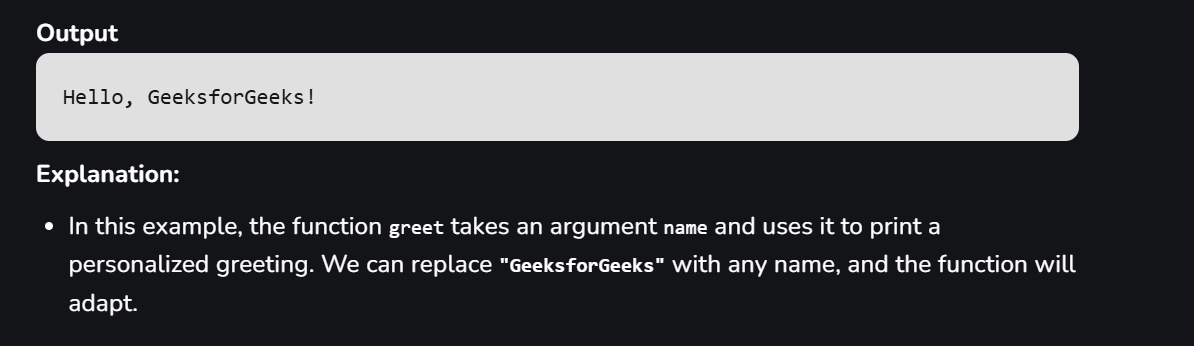 Output
Hello, GeeksforGeeks!
Explanation:
• In this example, the function greet takes an argument name and uses it to print a
personalized greeting. We can replace "GeeksforGeeks" with any name, and the function will
adapt.